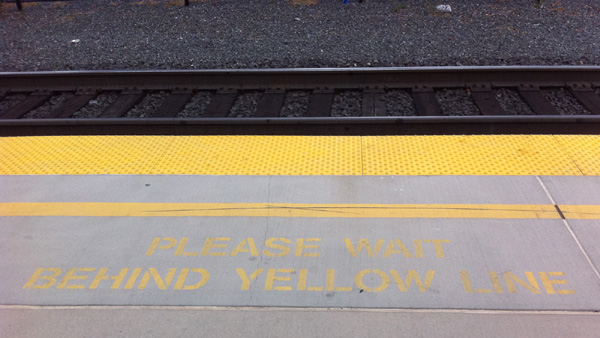 PLEASE WAIT
BEHIND YELLOW LINE